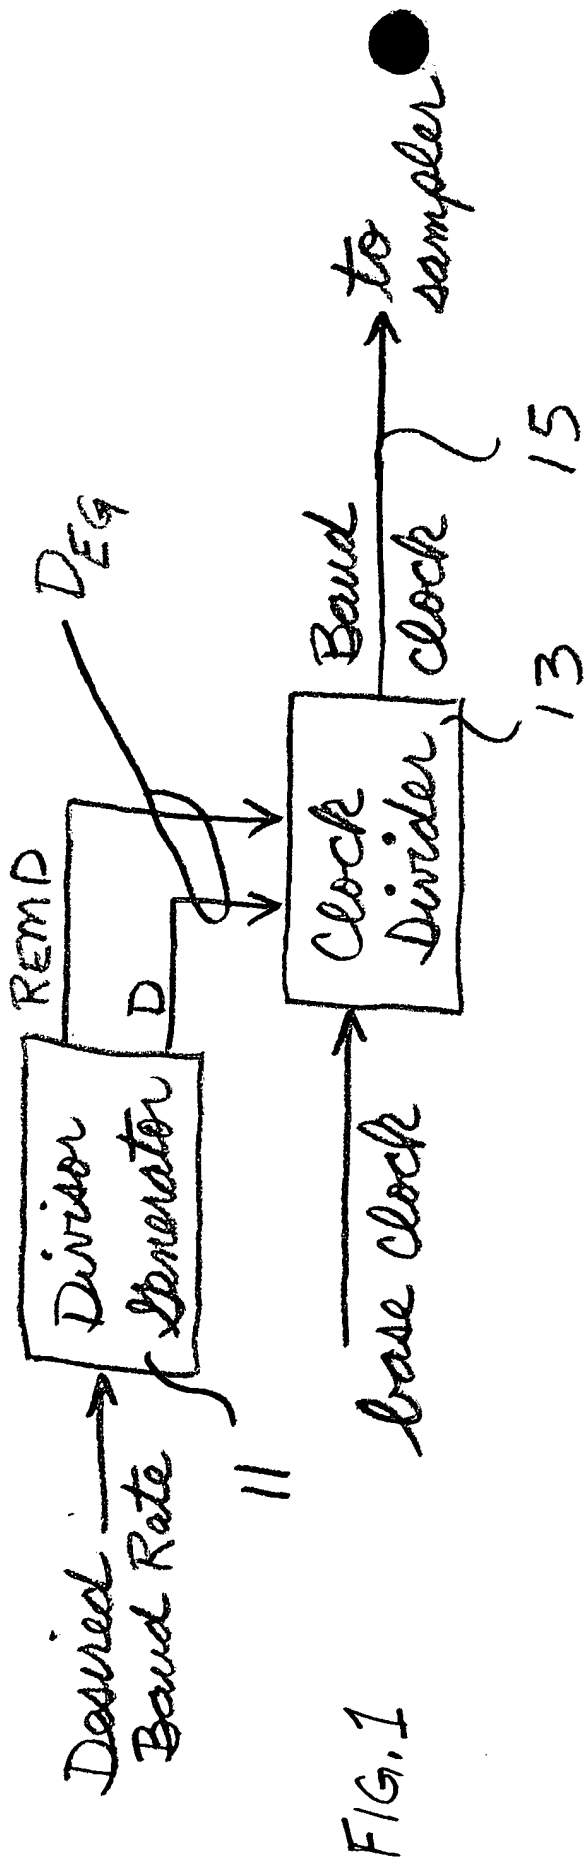 Desired
Baud Rate
Divisor
Generator
11
REMD
D
DEG
base clock
Clock
Divider
13
Baud
clock
15
to
sampler
FIG. 1